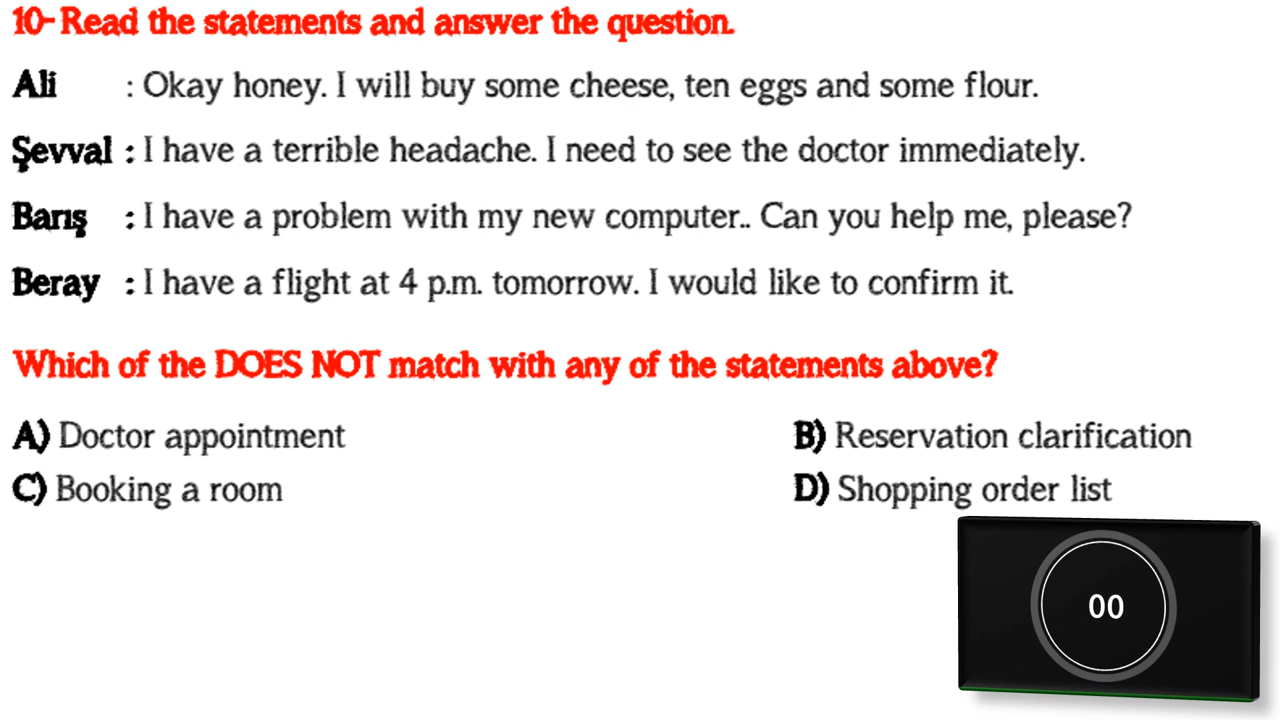 10- Read the statements and answer the question.
Ali : Okay honey. I will buy some cheese, ten eggs and some flour.
Şevval : I have a terrible headache. I need to see the doctor immediately.
Barış : I have a problem with my new computer.. Can you help me, please?
Beray : I have a flight at 4 p.m. tomorrow. I would like to confirm it.
Which of the DOES NOT match with any of the statements above?
A) Doctor appointment B) Reservation clarification
C) Booking a room D) Shopping order list
00